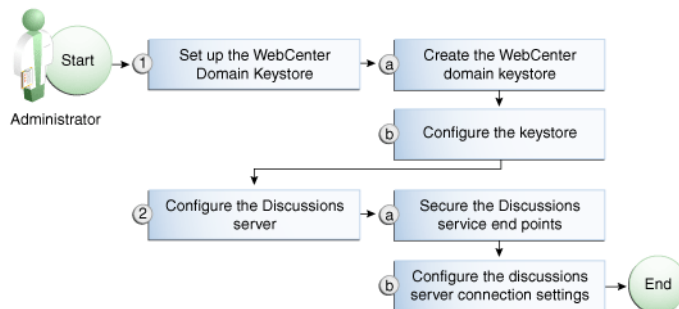 Start
Administrator
1
Set up the WebCenter
Domain Keystore
a
Create the WebCenter
domain keystore
b
Configure the keystore
2
Configure the Discussions
server
a
Secure the Discussions
service end points
b
Configure the discussions
server connection settings
End